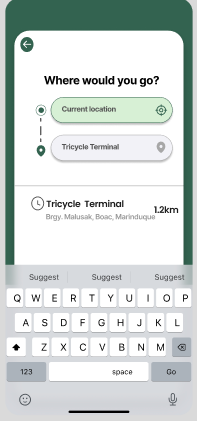 Where would you go?
Current location
Tricycle Terminal
Tricycle Terminal
1.2km
Brgy. Malusak, Boac, Marinduque
Suggest Suggest Suggest
Q W E R T Y U I O P
A S D F G H J K L
Z X C V B N M
123 space Go